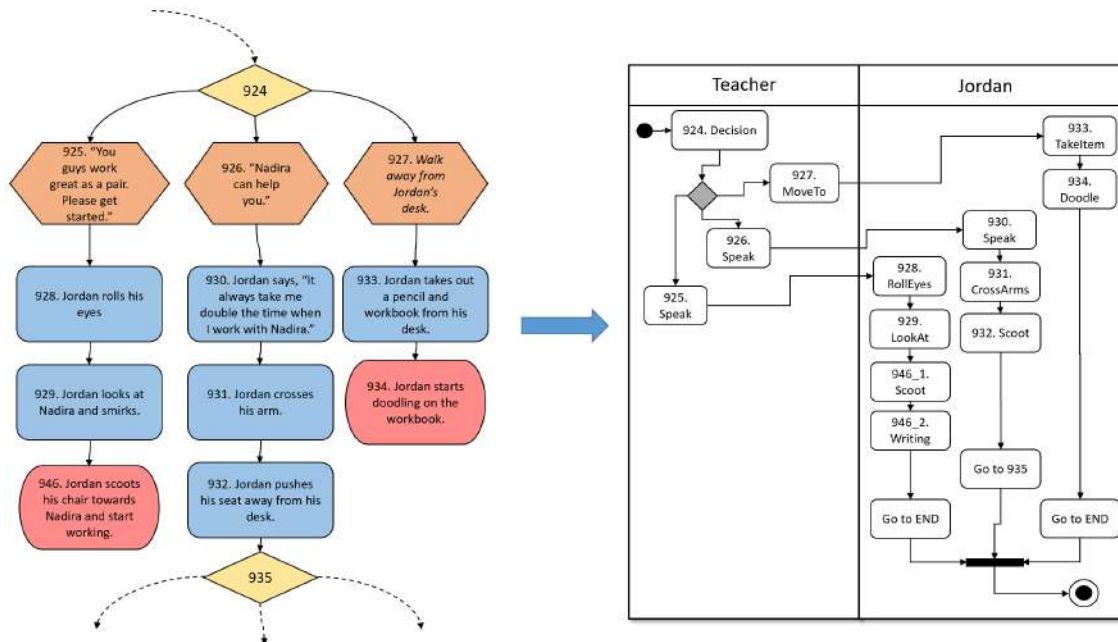 924
925. “You
guys work
great as a pair.
Please get
started.”
926. “Nadira
can help
you.”
927. Walk
away from
Jordan's
desk.
928. Jordan rolls his
eyes
930. Jordan says, “It
always take me
double the time when
I work with Nadira.”
933. Jordan takes out
a pencil and
workbook from his
desk.
929. Jordan looks at
Nadira and smirks.
931. Jordan crosses
his arm.
934. Jordan starts
doodling on the
workbook.
946. Jordan scoots
his chair towards
Nadira and start
working.
932. Jordan pushes
his seat away from his
desk.
935
Teacher
Jordan
924. Decision
927.
MoveTo
926.
Speak
925.
Speak
933.
TakeItem
934.
Doodle
930.
Speak
928.
RollEyes
931.
CrossArms
929.
LookAt
932. Scoot
946_1.
Scoot
946_2.
Writing
Go to 935
Go to END
Go to END